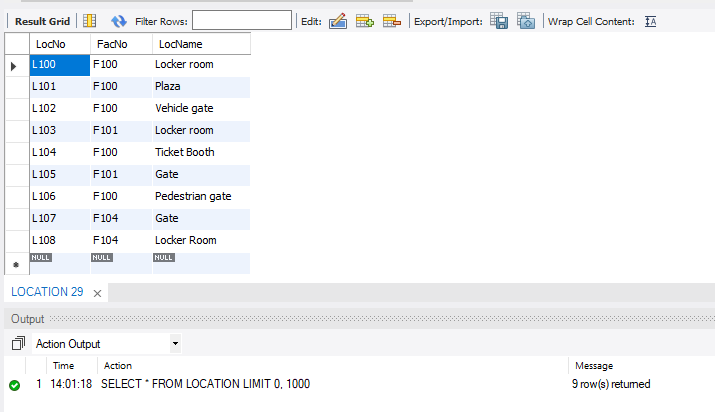 Result Grid Filter Rows: Edit: Export/Import: Wrap Cell Content: IA
LocNo FacNo LocName
L100 F100 Locker room
L101 F100 Plaza
L102 F100 Vehicle gate
L103 F101 Locker room
L104 F100 Ticket Booth
L105 F101 Gate
L106 F100 Pedestrian gate
L107 F104 Gate
L108 F104 Locker Room
NULL NULL NULL
LOCATION 29 ×
Output
Action Output
Time Action Message
1 14:01:18 SELECT * FROM LOCATION LIMIT 0, 1000 9 row(s) returned